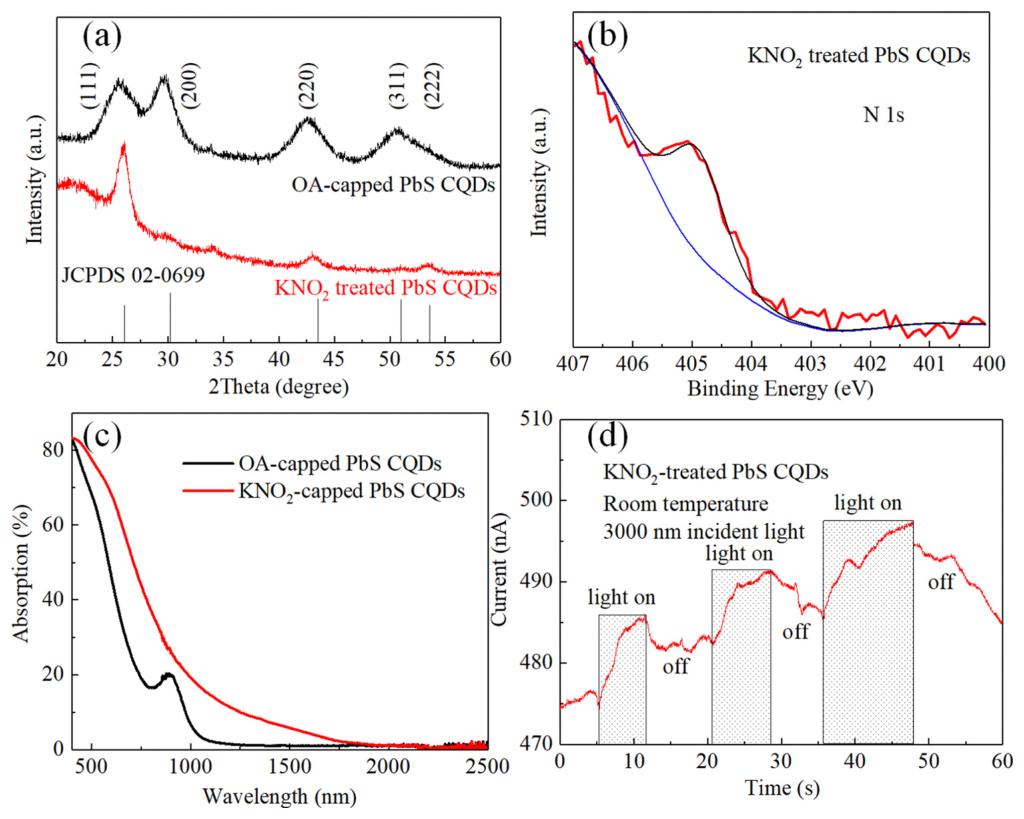 (a)
(111)
(200)
(220)
(311)
(222)
OA-capped PbS CQDs
JCPDS 02-0699
KNO2 treated PbS CQDs
Intensity (a.u.)
20 25 30 35 40 45 50 55 60
2Theta (degree)
(b)
KNO2 treated PbS CQDs
N 1s
Intensity (a.u.)
407 406 405 404 403 402 401 400
Binding Energy (eV)
(c)
OA-capped PbS CQDs
KNO2-capped PbS CQDs
Absorption (%)
80
60
40
20
0
500 1000 1500 2000 2500
Wavelength (nm)
(d)
KNO2-treated PbS CQDs
Room temperature
3000 nm incident light
light on
light on
light on
off
off
off
Current (nA)
510
500
490
480
470
0 10 20 30 40 50 60
Time (s)